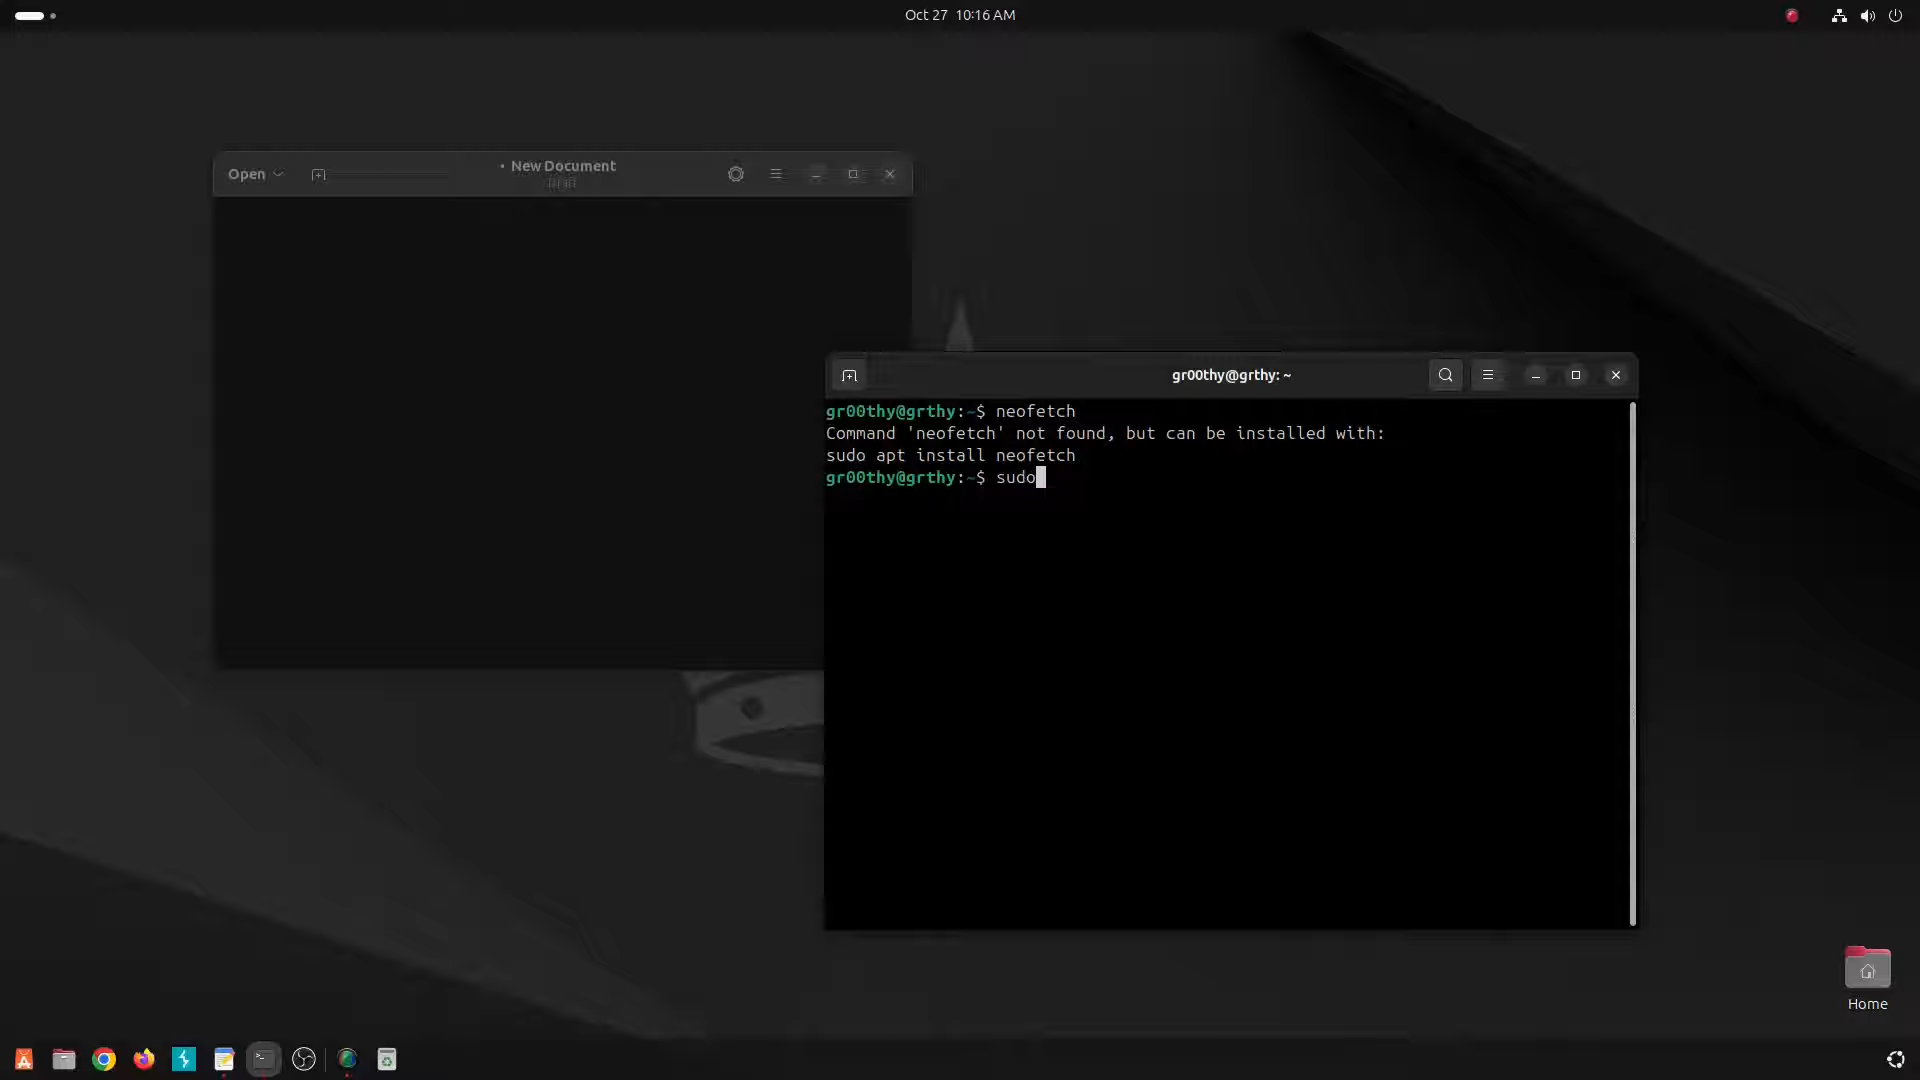 Oct 27 10:16 AM
Open
• New Document
gr00thy@grthy: ~
gr00thy@grthy:~$ neofetch
Command 'neofetch' not found, but can be installed with:
sudo apt install neofetch
gr00thy@grthy:~$ sudo
Home